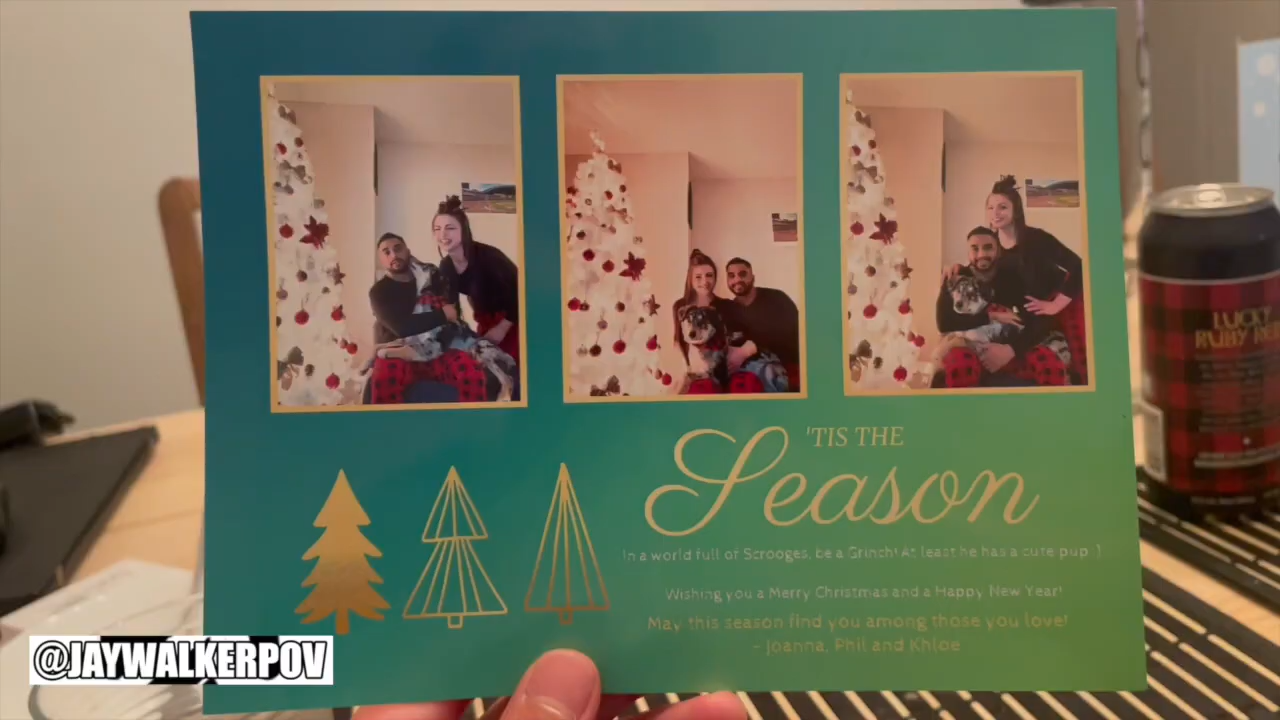 'TIS THE
Season
In a world full of Scrooges, be a Grinch! At least he has a cute pup :)
Wishing you a Merry Christmas and a Happy New Year!
May this season find you among those you love!
- Joanna, Phil and Khloe
LUCKY
RUBY RED
@JAYWALKERPOV